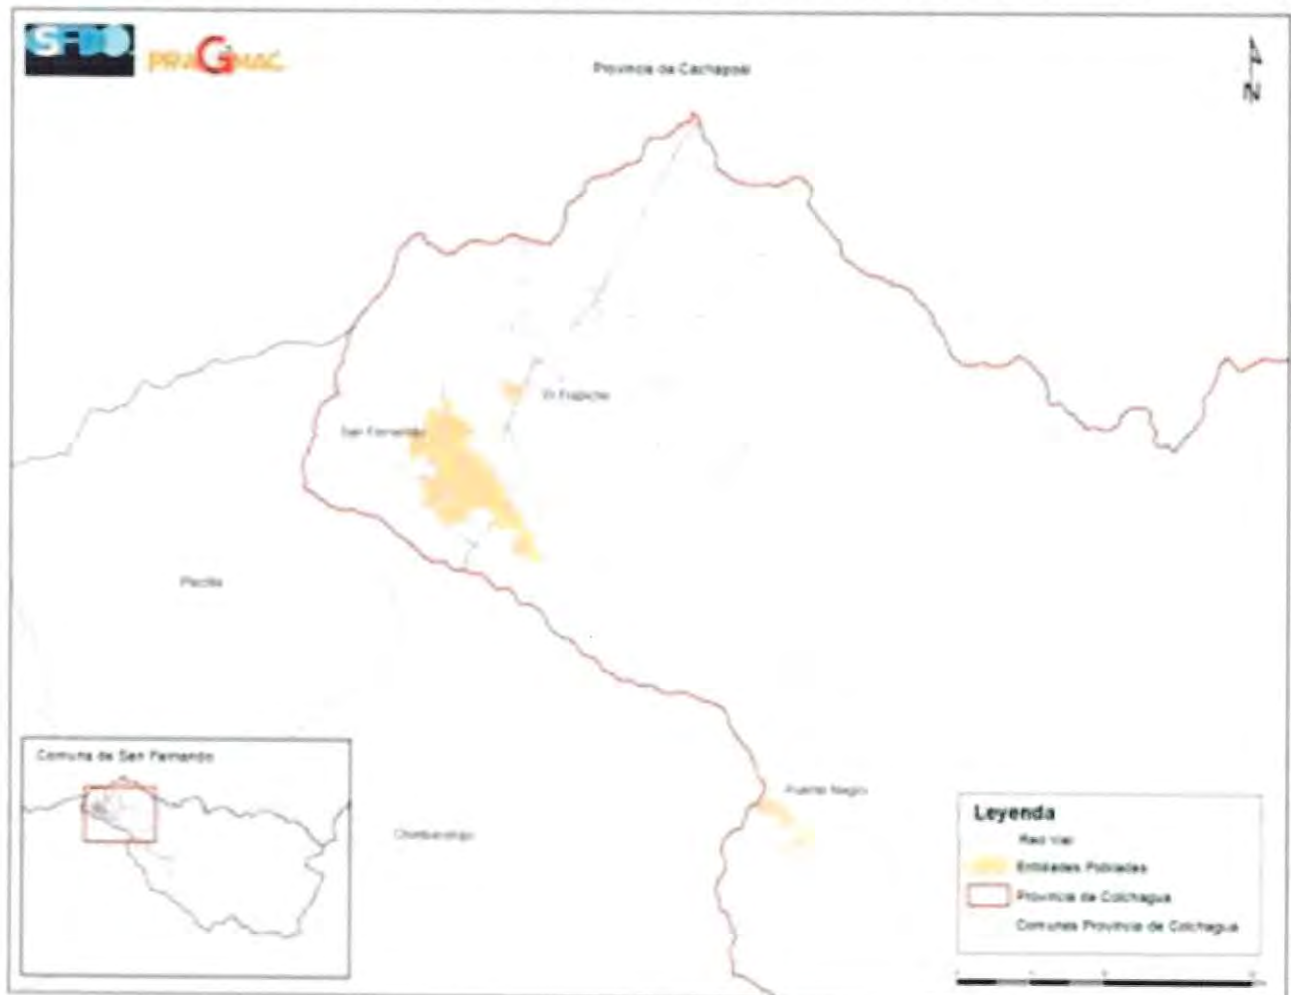 SFDO
PRAGMAC
Provincia de Cachapoal
N
El Trapiche
San Fernando
Placilla
Comuna de San Fernando
Puente Negro
Chimbarongo
Leyenda
Red Vial
Entidades Pobladas
Provincia de Colchagua
Comunas Provincia de Colchagua